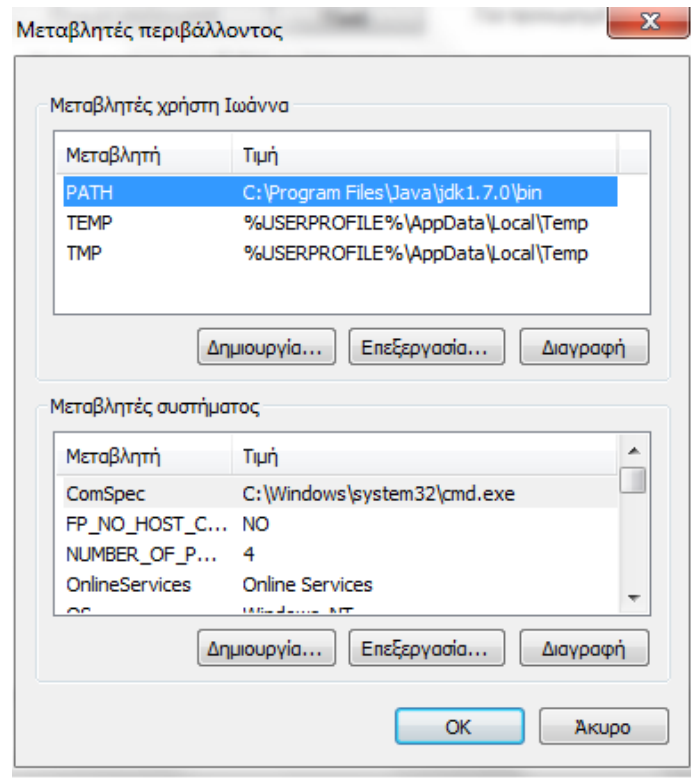 Μεταβλητές περιβάλλοντος
Μεταβλητές χρήστη Ιωάννα
Μεταβλητή Τιμή
PATH C:\Program Files\Java\jdk1.7.0\bin
TEMP %USERPROFILE%\AppData\Local\Temp
TMP %USERPROFILE%\AppData\Local\Temp
Δημιουργία... Επεξεργασία... Διαγραφή
Μεταβλητές συστήματος
Μεταβλητή Τιμή
ComSpec C:\Windows\system32\cmd.exe
FP_NO_HOST_C... NO
NUMBER_OF_P... 4
OnlineServices Online Services
OS Windows_NT
Δημιουργία... Επεξεργασία... Διαγραφή
OK Άκυρο